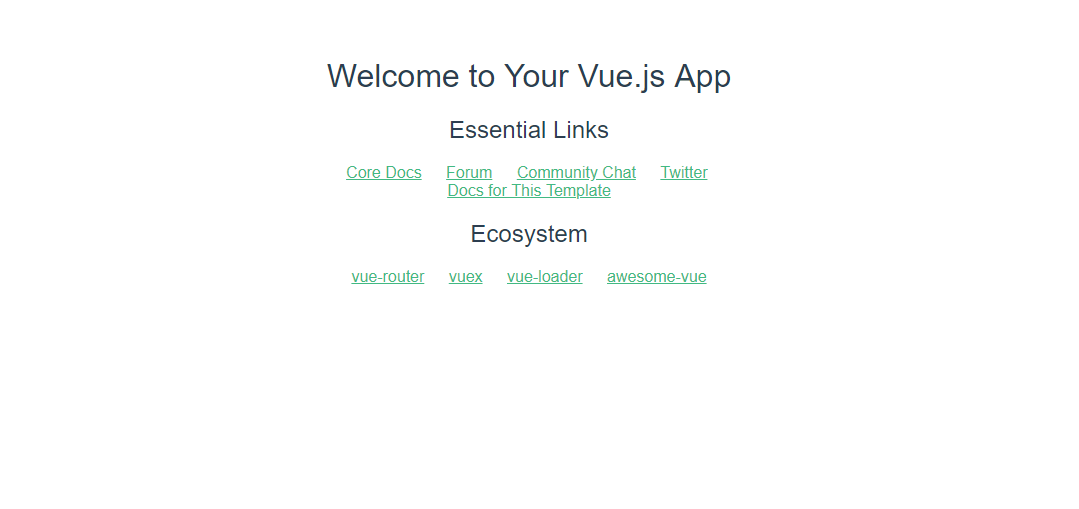 Welcome to Your Vue.js App
Essential Links
Core Docs Forum Community Chat Twitter
Docs for This Template
Ecosystem
vue-router vuex vue-loader awesome-vue